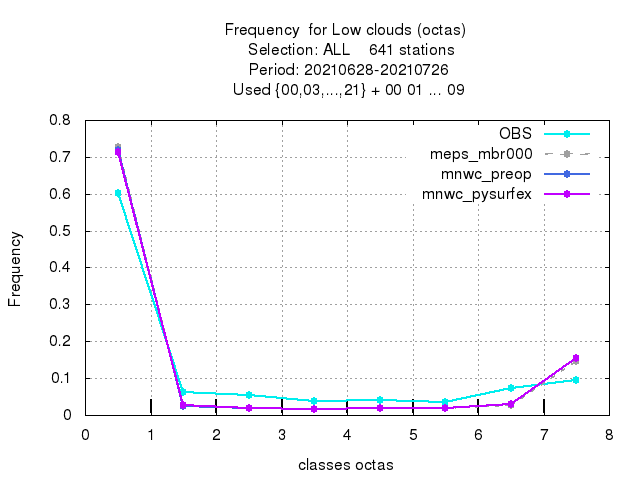 Frequency  for Low clouds (octas)
Selection: ALL    641 stations
Period: 20210628-20210726
Used {00,03,...,21} + 00 01 ... 09
OBS
meps_mbr000
mnwc_preop
mnwc_pysurfex
0.8
0.7
0.6
0.5
0.4
0.3
0.2
0.1
0
Frequency
0 1 2 3 4 5 6 7 8
classes octas